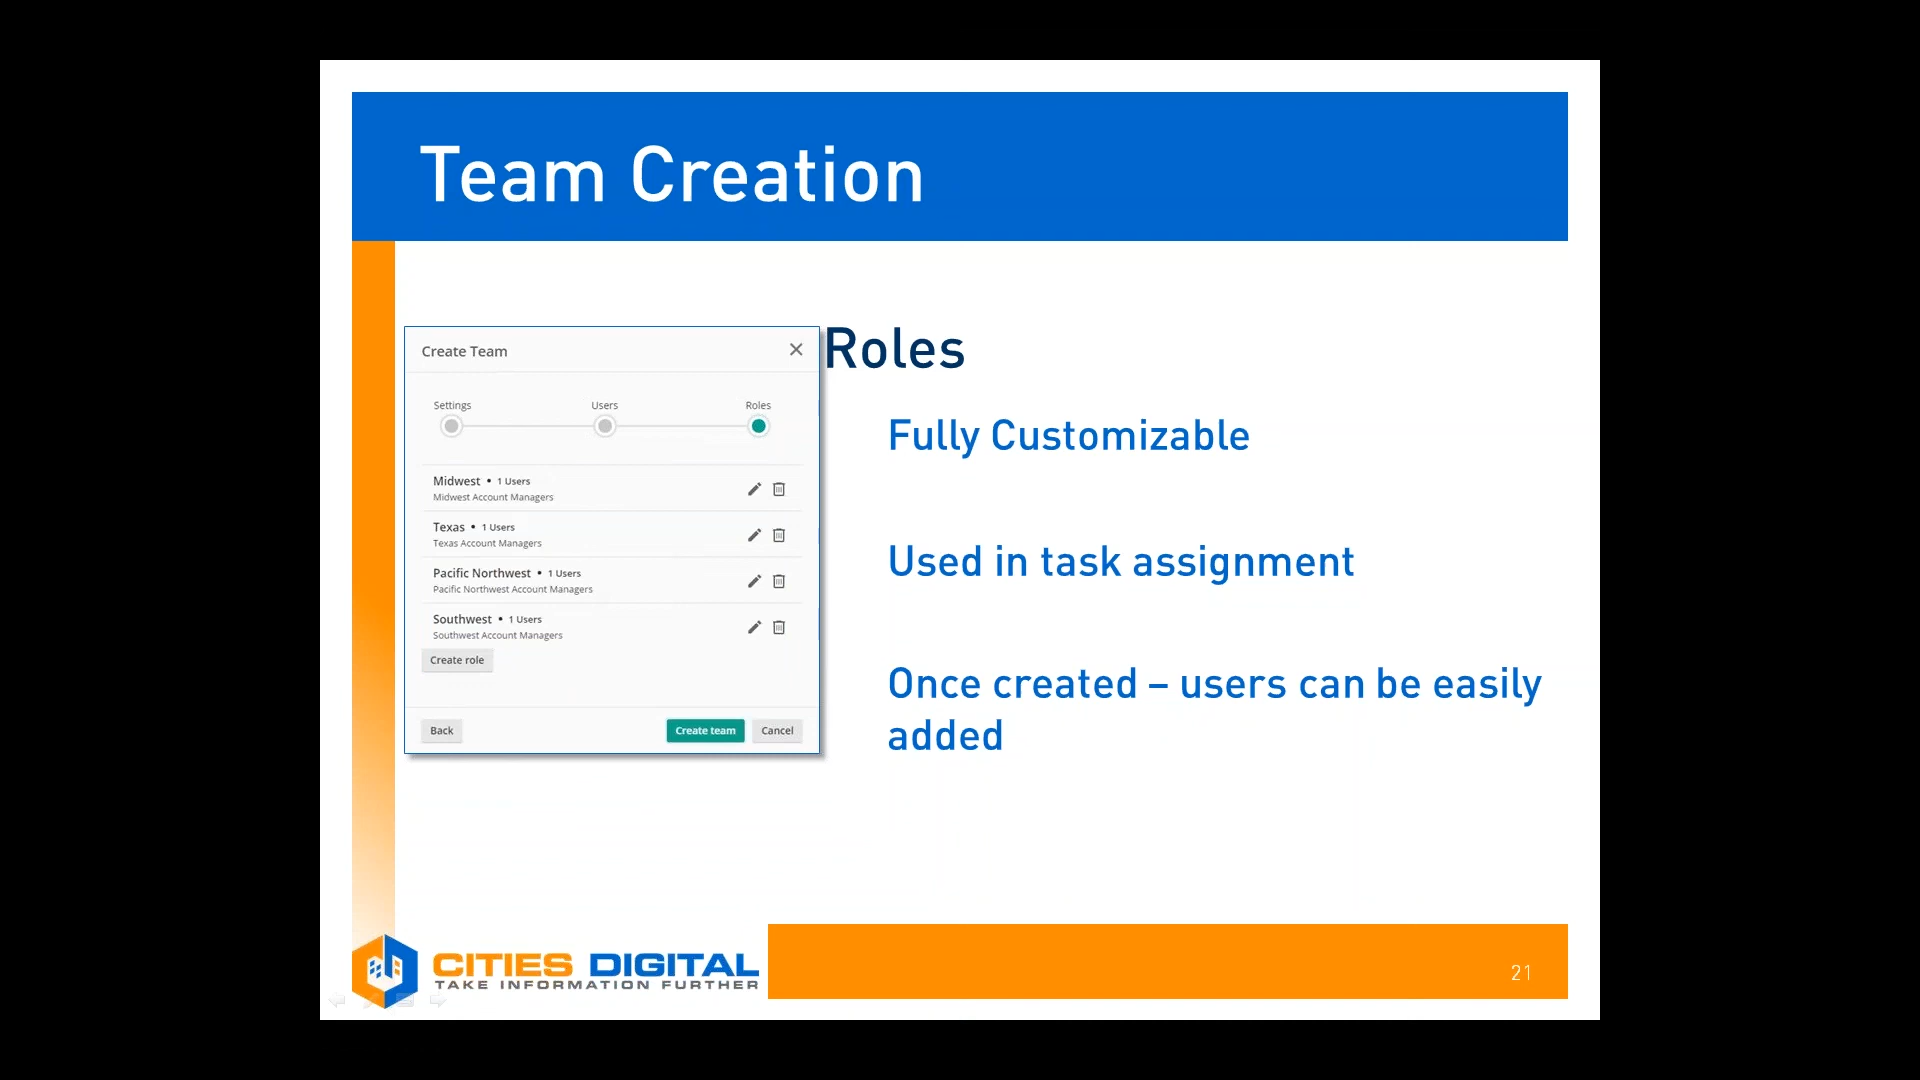 Team Creation
Create Team
Settings
Users
Roles
Midwest • 1 Users
Midwest Account Managers
Texas • 1 Users
Texas Account Managers
Pacific Northwest • 1 Users
Pacific Northwest Account Managers
Southwest • 1 Users
Southwest Account Managers
Create role
Back
Create team
Cancel
Roles
Fully Customizable
Used in task assignment
Once created – users can be easily
added
CITIES DIGITAL
TAKE INFORMATION FURTHER
21